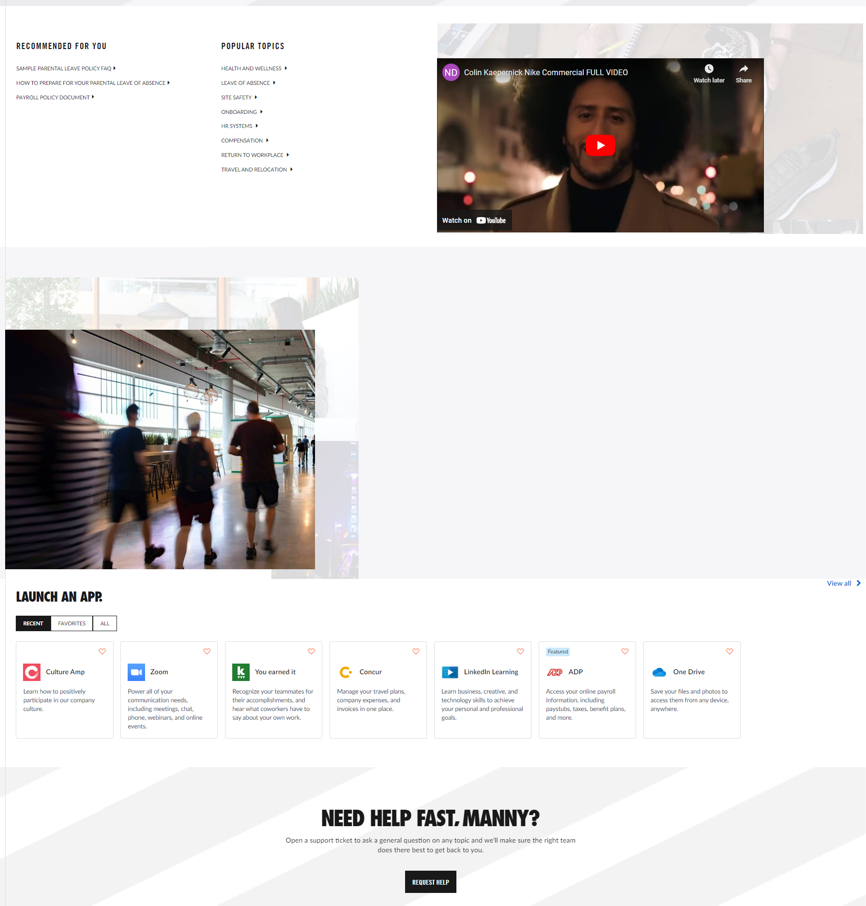 RECOMMENDED FOR YOU
SAMPLE PARENTAL LEAVE POLICY FAQ
HOW TO PREPARE FOR YOUR PARENTAL LEAVE OF ABSENCE
PAYROLL POLICY DOCUMENT
POPULAR TOPICS
HEALTH AND WELLNESS
LEAVE OF ABSENCE
SITE SAFETY
ONBOARDING
HR SYSTEMS
COMPENSATION
RETURN TO WORKPLACE
TRAVEL AND RELOCATION
ND
Colin Kaepernick Nike Commercial FULL VIDEO
Watch later
Share
Watch on YouTube
View all
LAUNCH AN APP.
RECENT
FAVORITES
ALL
Culture Amp
Learn how to positively
participate in our company
culture.
Zoom
Power all of your
communication needs,
including meetings, chat,
phone, webinars, and online
events.
k
You earned it
Recognize your teammates for
their accomplishments, and
hear what coworkers have to
say about your own work.
Concur
Manage your travel plans,
company expenses, and
invoices in one place.
LinkedIn Learning
Learn business, creative, and
technology skills to achieve
your personal and professional
goals.
Featured
ADP
Access your online payroll
information, including
paystubs, taxes, benefit plans,
and more.
One Drive
Save your files and photos to
access them from any device,
anywhere.
NEED HELP FAST, MANNY?
Open a support ticket to ask a general question on any topic and we'll make sure the right team
does there best to get back to you.
REQUEST HELP